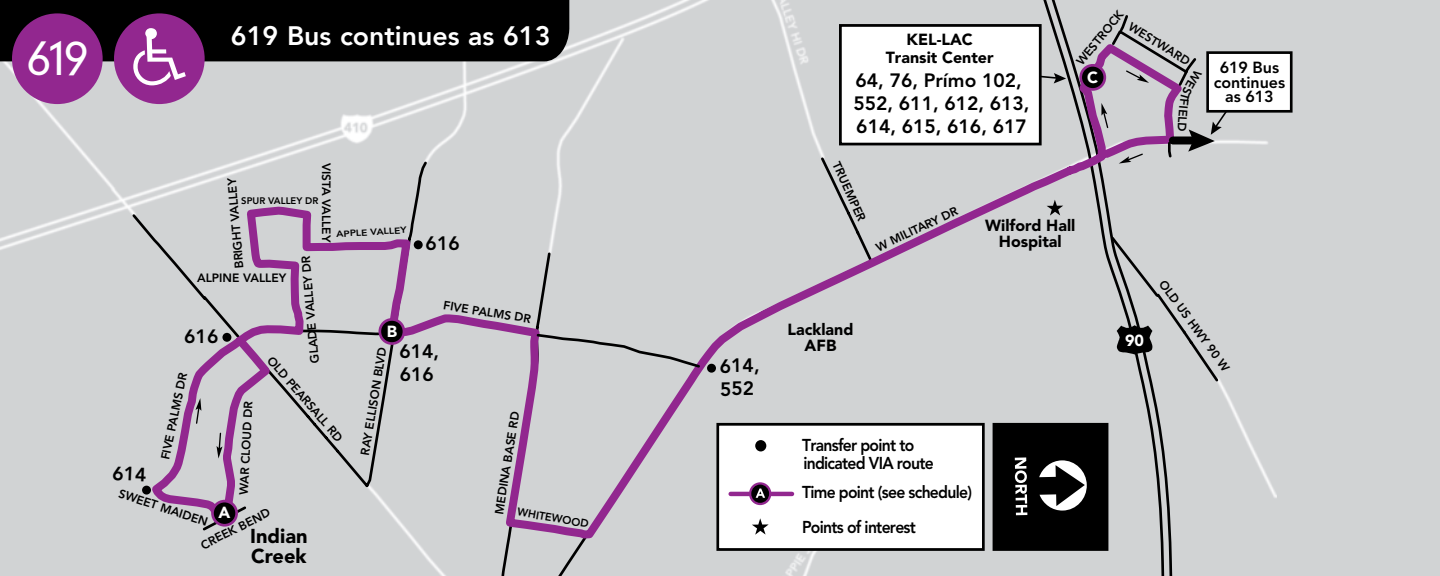 619
619 Bus continues as 613
KEL-LAC
Transit Center
64, 76, Prímo 102,
552, 611, 612, 613,
614, 615, 616, 617
WESTROCK
WESTWARD
WESTFIELD
C
619 Bus
continues
as 613
410
TRUEMPER
W MILITARY DR
Wilford Hall
Hospital
90
OLD US HWY 90 W
Lackland
AFB
BRIGHT VALLEY
SPUR VALLEY DR
VISTA VALLEY
APPLE VALLEY
616
ALPINE VALLEY
GLADE VALLEY DR
B
614,
616
FIVE PALMS DR
616
OLD PEARSALL RD
RAY ELLISON BLVD
614,
552
FIVE PALMS DR
WAR CLOUD DR
614
SWEET MAIDEN
A
CREEK BEND
Indian
Creek
MEDINA BASE RD
WHITEWOOD
Transfer point to
indicated VIA route
A
Time point (see schedule)
Points of interest
NORTH